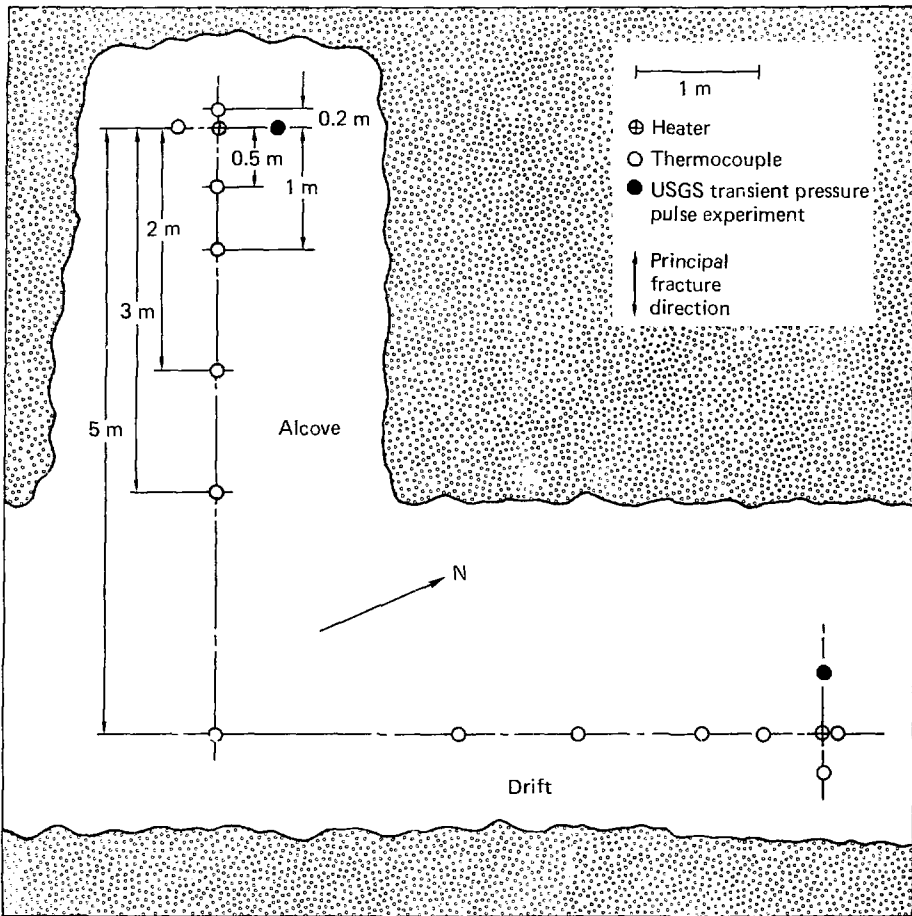 0.2 m
0.5 m
1 m
2 m
3 m
5 m
Alcove
N
Drift
1 m
Heater
Thermocouple
USGS transient pressure
pulse experiment
Principal
fracture
direction